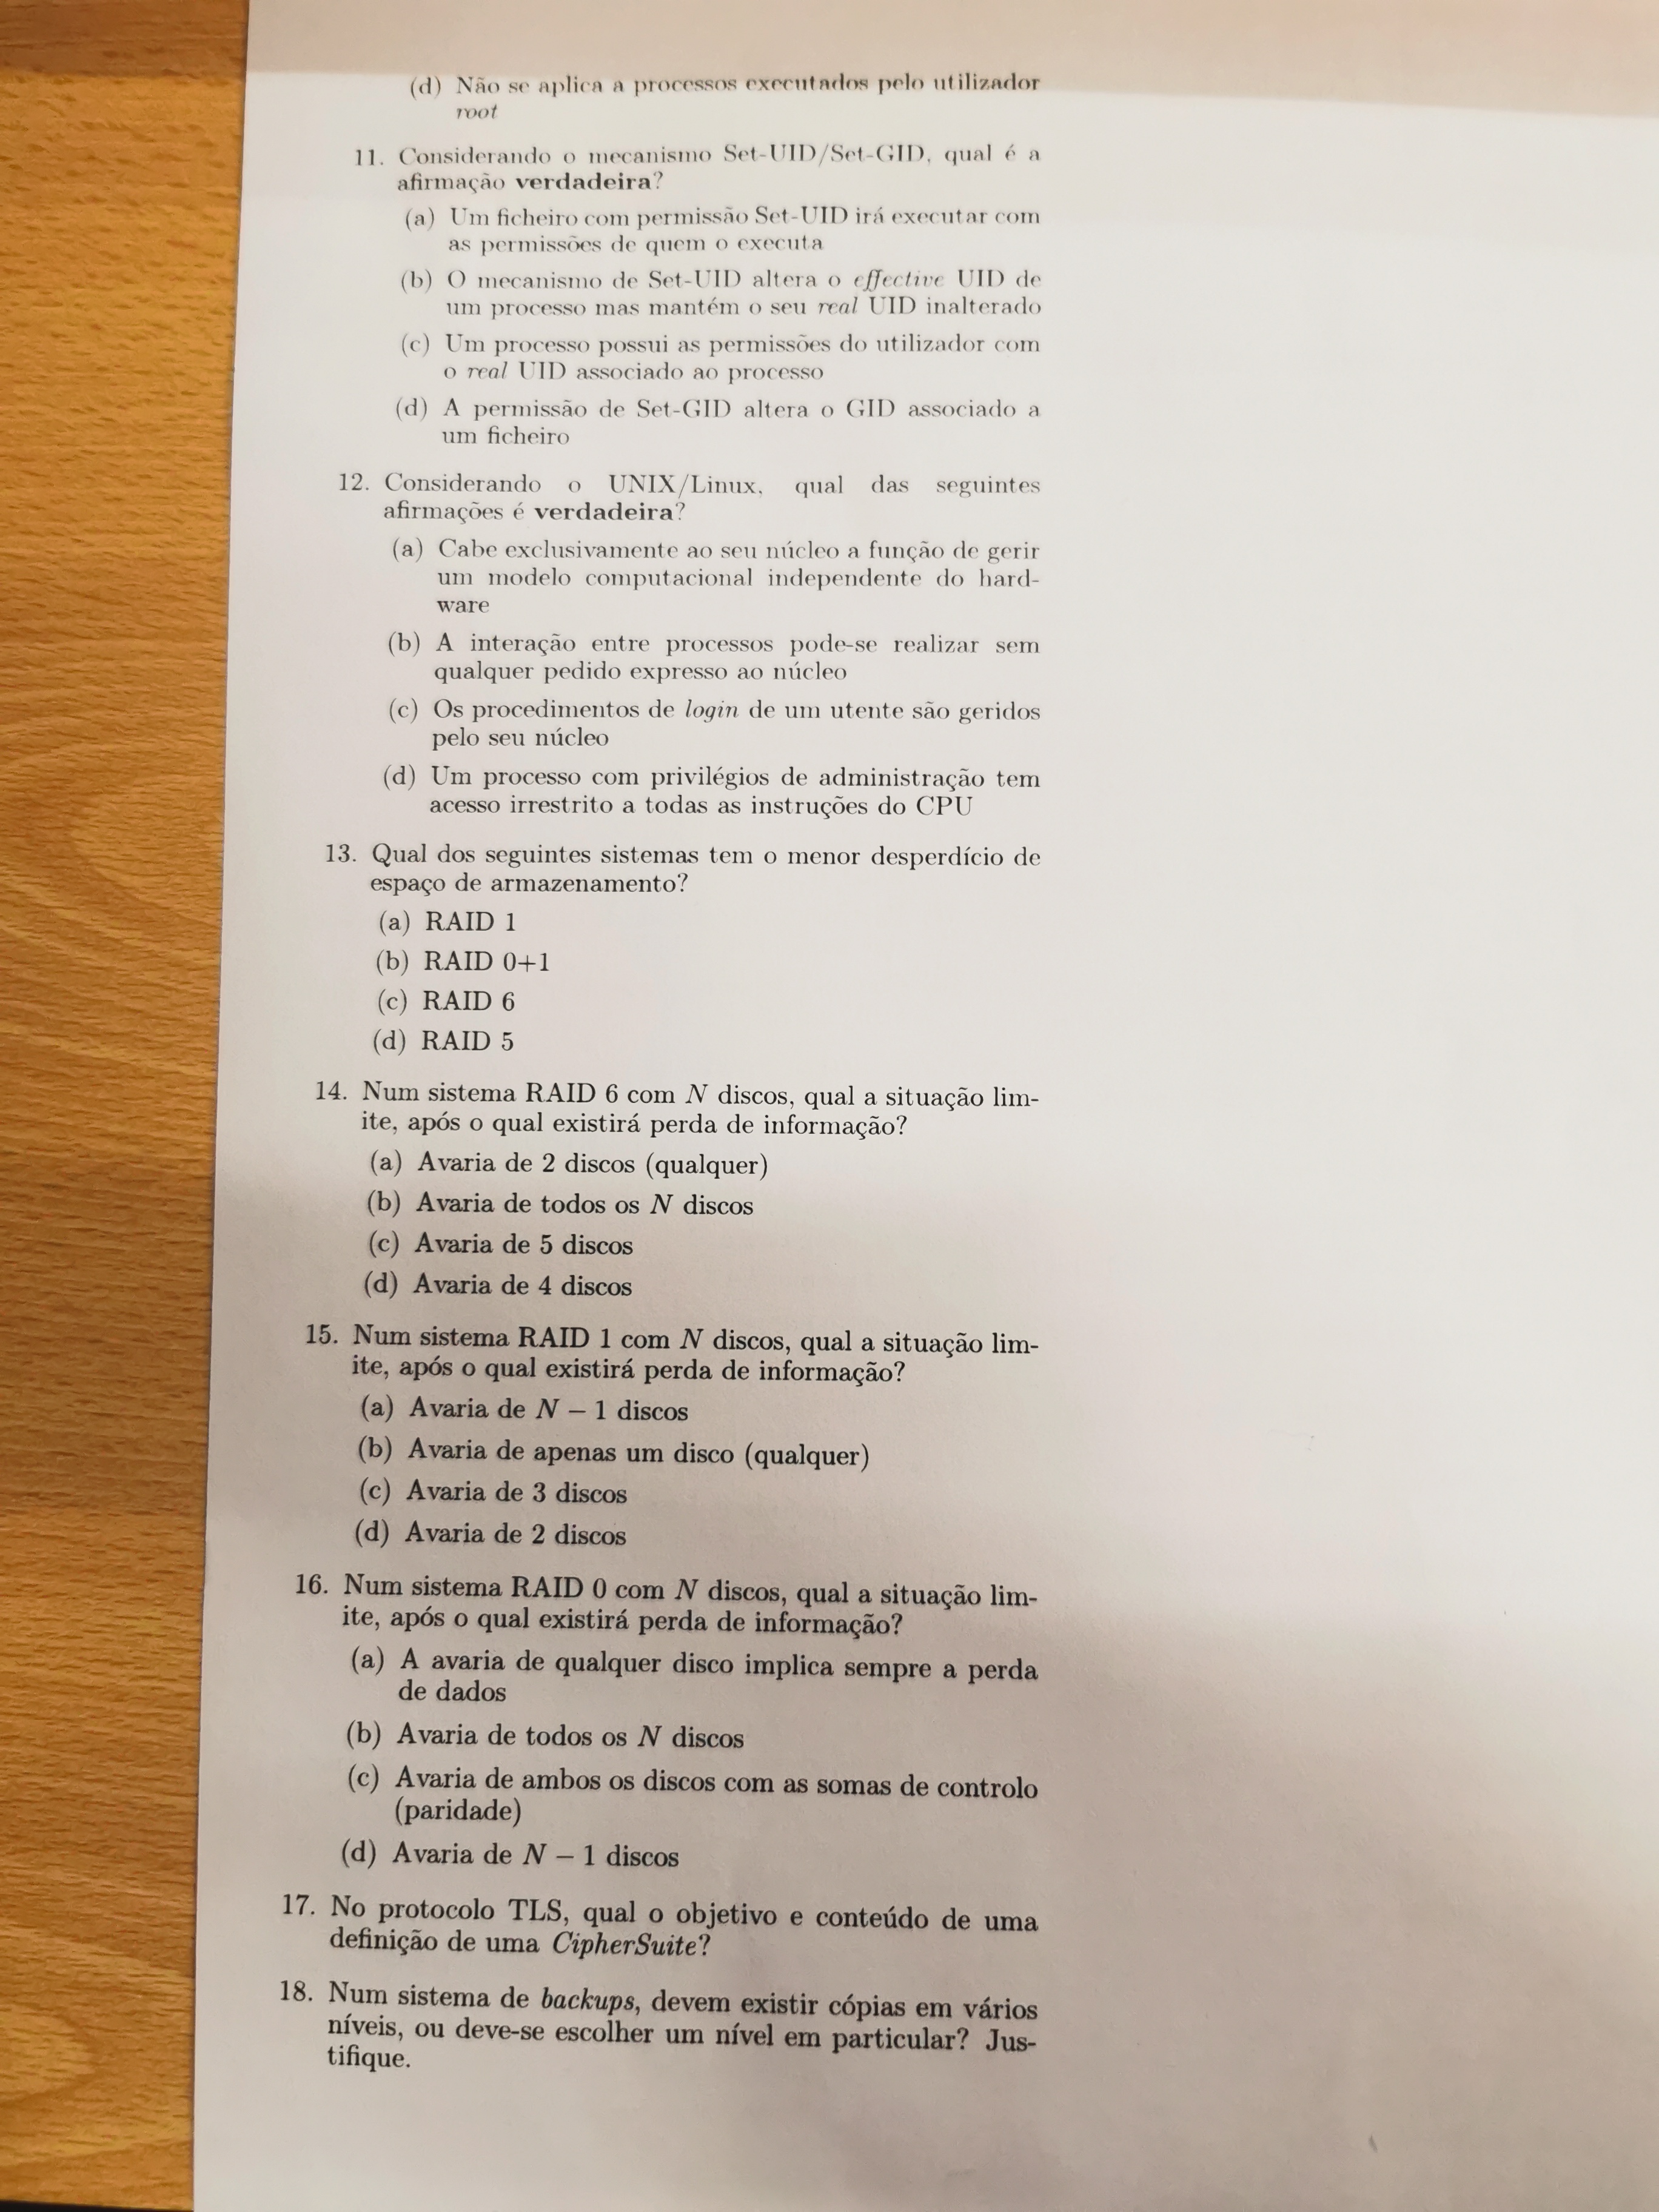 (d) Não se aplica a processos executados pelo utilizador
root
11. Considerando o mecanismo Set-UID/Set-GID, qual é a
afirmação verdadeira?
(a) Um ficheiro com permissão Set-UID irá executar com
as permissões de quem o executa
(b) O mecanismo de Set-UID altera o effective UID de
um processo mas mantém o seu real UID inalterado
(c) Um processo possui as permissões do utilizador com
o real UID associado ao processo
(d) A permissão de Set-GID altera o GID associado a
um ficheiro
12. Considerando o UNIX/Linux, qual das seguintes
afirmações é verdadeira?
(a) Cabe exclusivamente ao seu núcleo a função de gerir
um modelo computacional independente do hard-
ware
(b) A interação entre processos pode-se realizar sem
qualquer pedido expresso ao núcleo
(c) Os procedimentos de login de um utente são geridos
pelo seu núcleo
(d) Um processo com privilégios de administração tem
acesso irrestrito a todas as instruções do CPU
13. Qual dos seguintes sistemas tem o menor desperdício de
espaço de armazenamento?
(a) RAID 1
(b) RAID 0+1
(c) RAID 6
(d) RAID 5
14. Num sistema RAID 6 com N discos, qual a situação lim-
ite, após o qual existirá perda de informação?
(a) Avaria de 2 discos (qualquer)
(b) Avaria de todos os N discos
(c) Avaria de 5 discos
(d) Avaria de 4 discos
15. Num sistema RAID 1 com N discos, qual a situação lim-
ite, após o qual existirá perda de informação?
(a) Avaria de N − 1 discos
(b) Avaria de apenas um disco (qualquer)
(c) Avaria de 3 discos
(d) Avaria de 2 discos
16. Num sistema RAID 0 com N discos, qual a situação lim-
ite, após o qual existirá perda de informação?
(a) A avaria de qualquer disco implica sempre a perda
de dados
(b) Avaria de todos os N discos
(c) Avaria de ambos os discos com as somas de controlo
(paridade)
(d) Avaria de N − 1 discos
17. No protocolo TLS, qual o objetivo e conteúdo de uma
definição de uma CipherSuite?
18. Num sistema de backups, devem existir cópias em vários
níveis, ou deve-se escolher um nível em particular? Jus-
tifique.